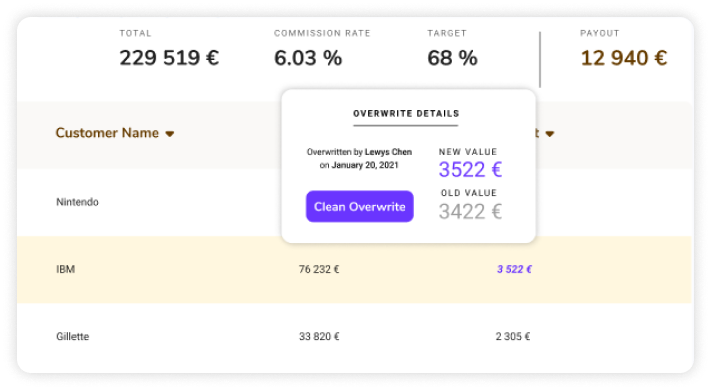 TOTAL
229 519 €
COMMISSION RATE
6.03 %
TARGET
68 %
PAYOUT
12 940 €
Customer Name
t
OVERWRITE DETAILS
Overwritten by Lewys Chen
on January 20, 2021
Clean Overwrite
NEW VALUE
3522 €
OLD VALUE
3422 €
Nintendo
IBM
76 232 €
3 522 €
Gillette
33 820 €
2 305 €